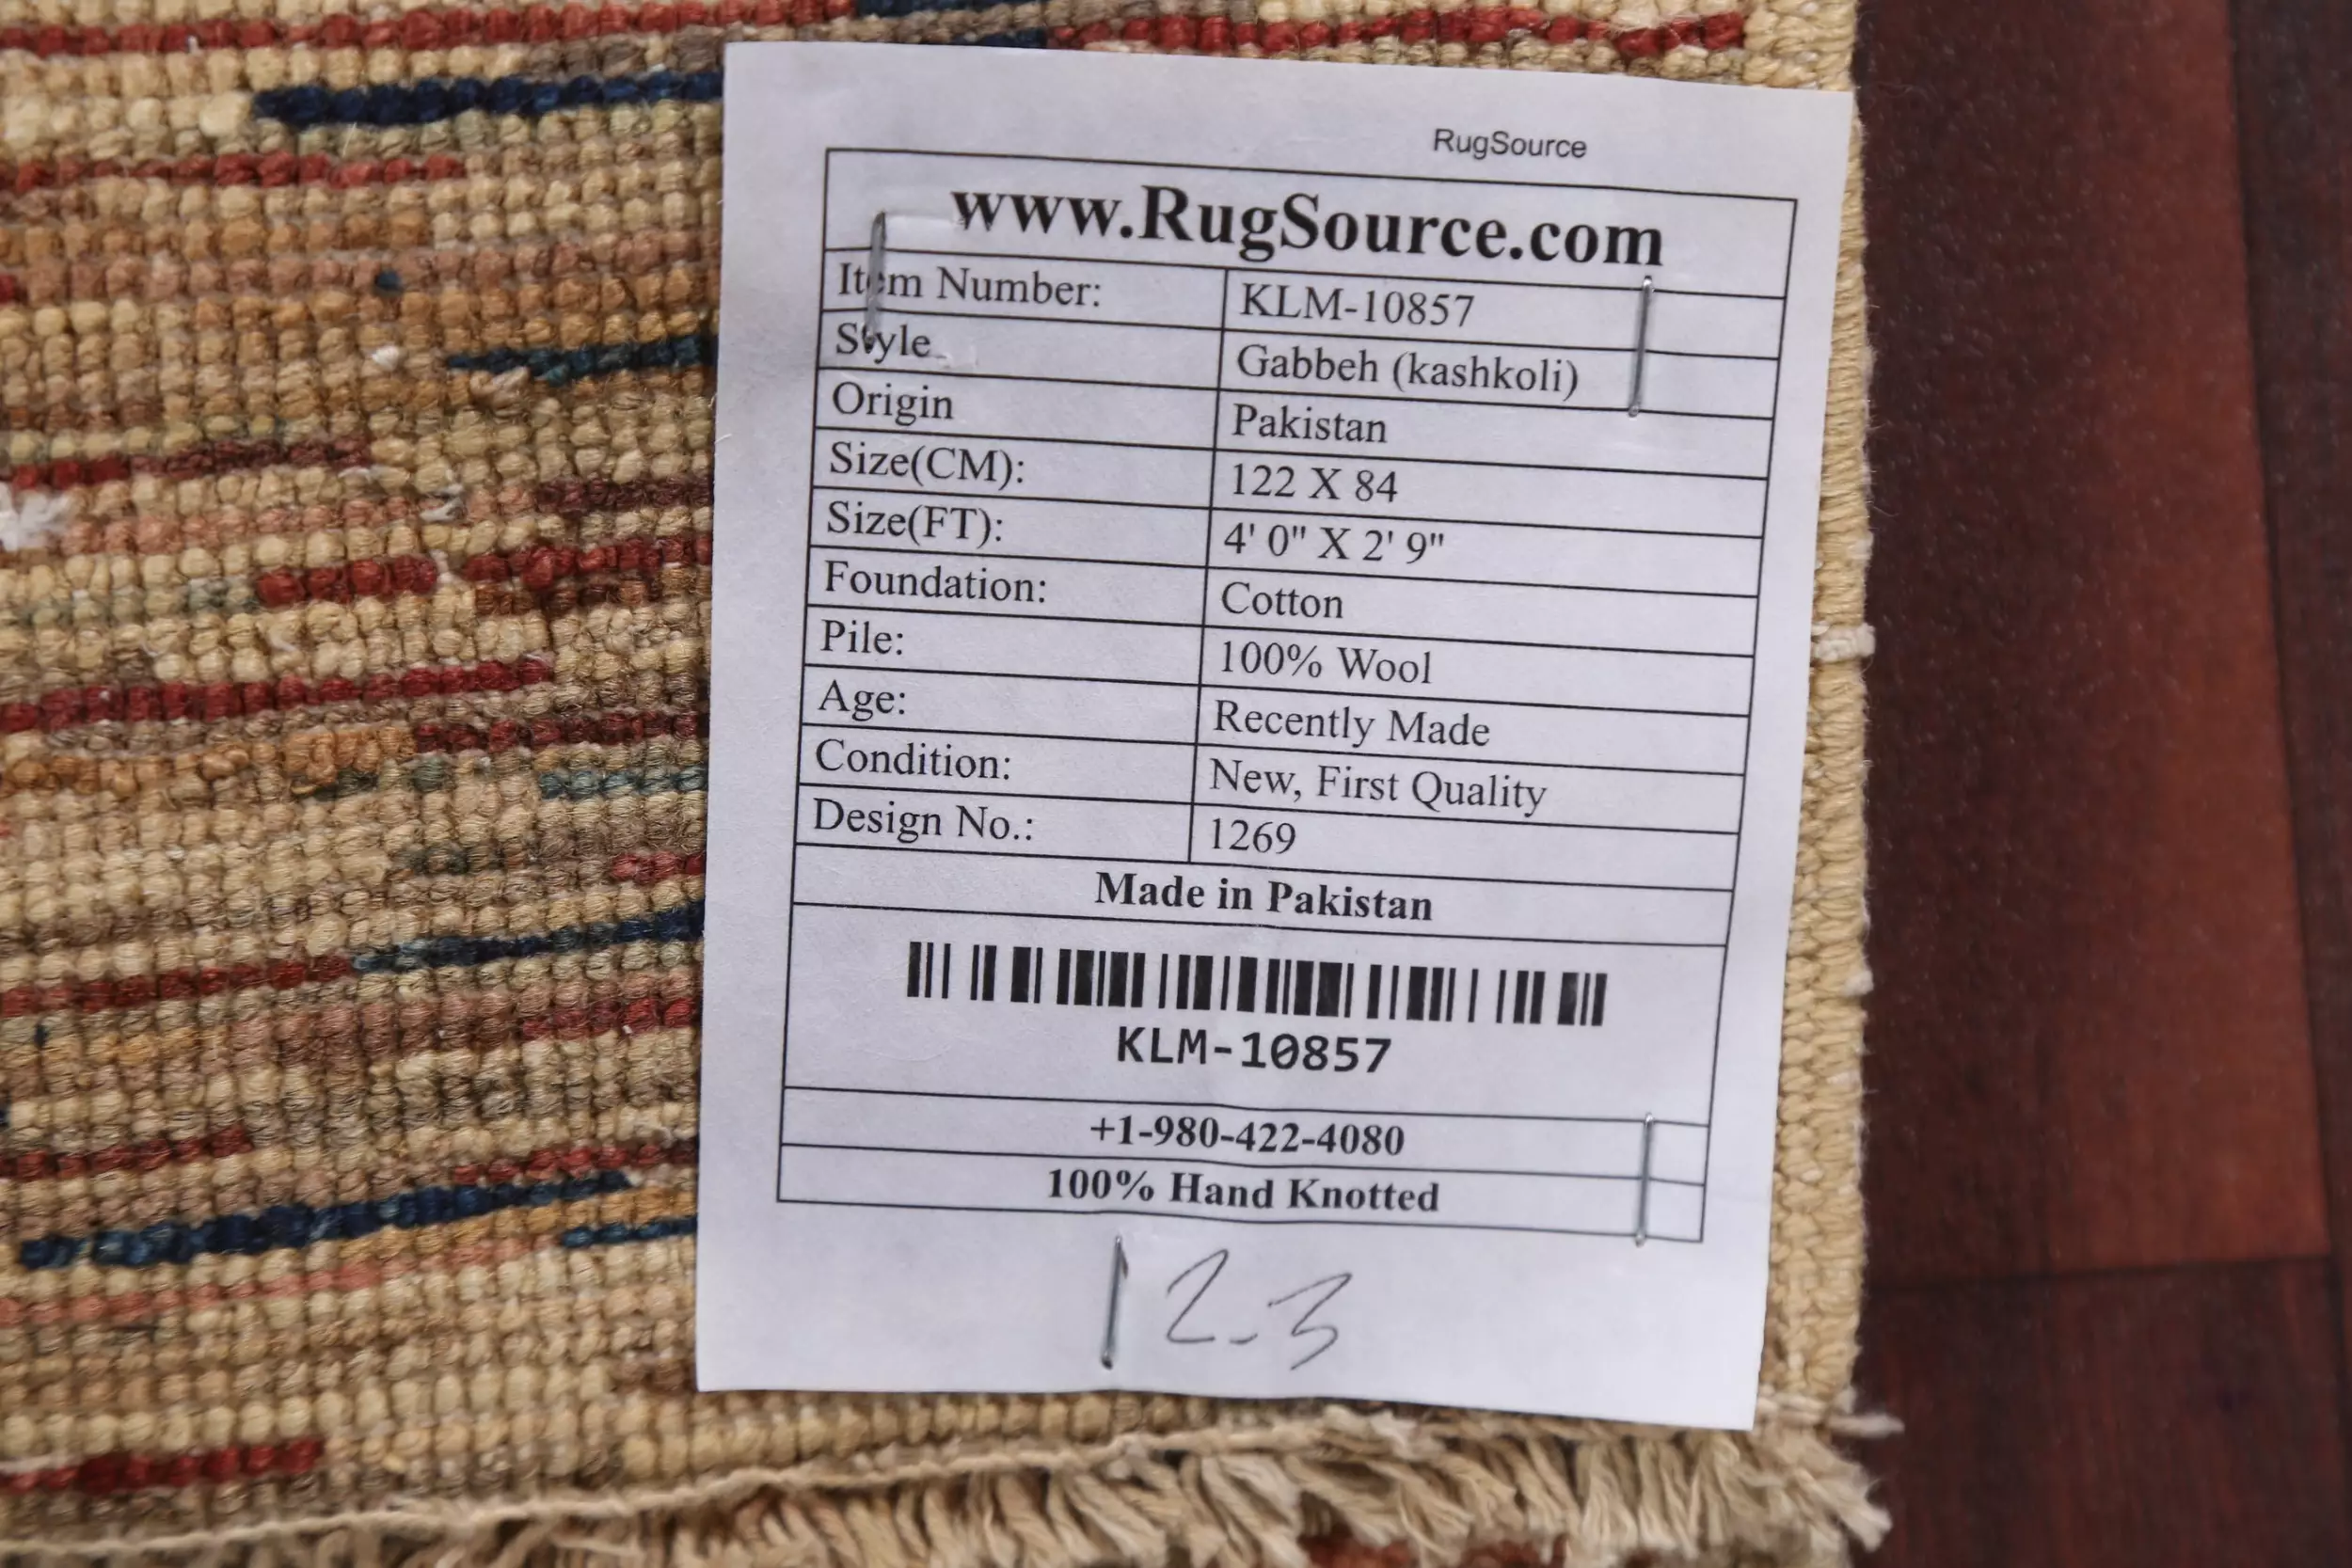 RugSource
www.RugSource.com
Item Number: KLM-10857
Style Gabbeh (kashkoli)
Origin Pakistan
Size(CM): 122 X 84
Size(FT): 4' 0" X 2' 9"
Foundation: Cotton
Pile: 100% Wool
Age: Recently Made
Condition: New, First Quality
Design No.: 1269
Made in Pakistan
KLM-10857
+1-980-422-4080
100% Hand Knotted
2-3